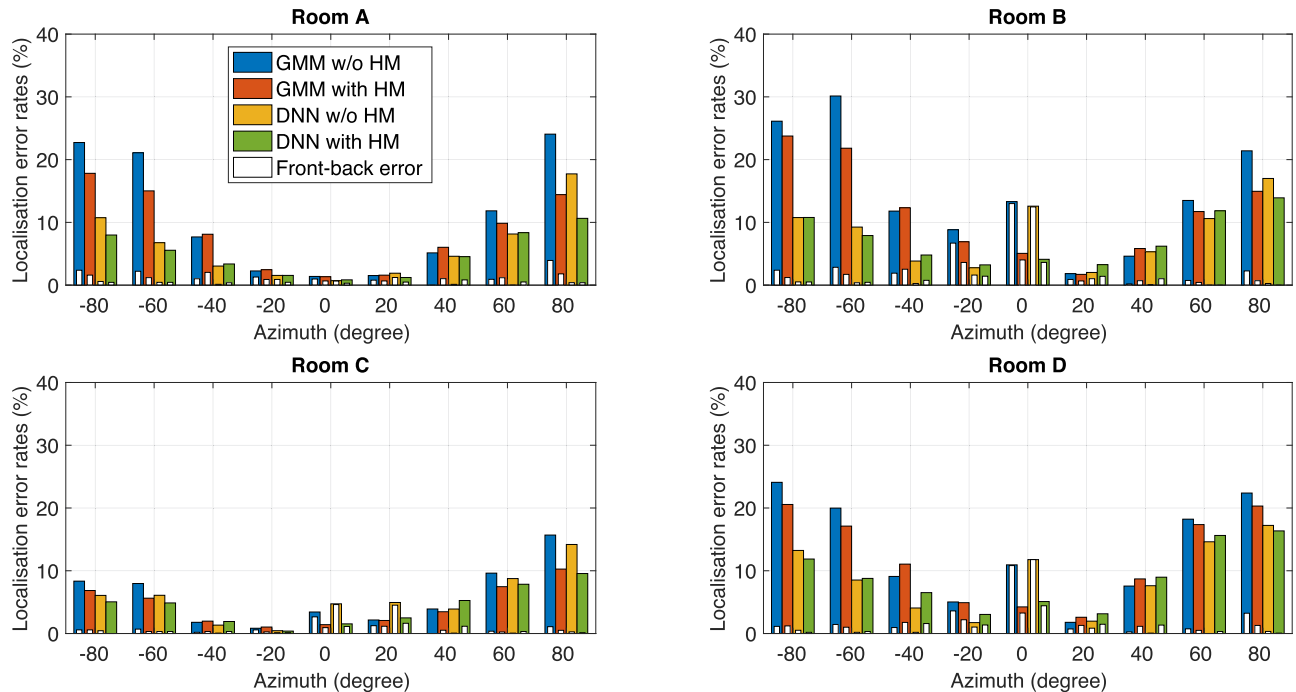 Room A
Localisation error rates (%)
40
30
20
10
0
GMM w/o HM
GMM with HM
DNN w/o HM
DNN with HM
Front-back error
-80 -60 -40 -20 0 20 40 60 80
Azimuth (degree)
Room B
Localisation error rates (%)
40
30
20
10
0
-80 -60 -40 -20 0 20 40 60 80
Azimuth (degree)
Room C
Localisation error rates (%)
40
30
20
10
0
-80 -60 -40 -20 0 20 40 60 80
Azimuth (degree)
Room D
Localisation error rates (%)
40
30
20
10
0
-80 -60 -40 -20 0 20 40 60 80
Azimuth (degree)